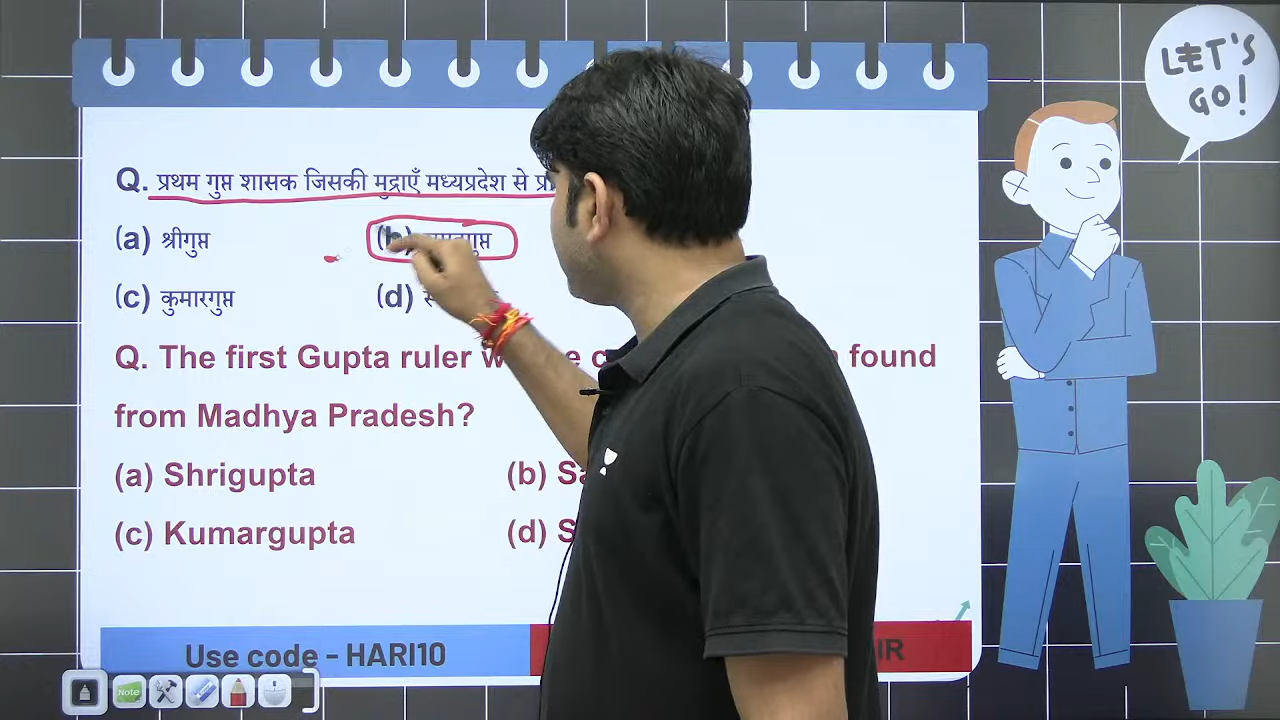 LET'S
GO!
Q. प्रथम गुप्त शासक जिसकी मुद्राएँ मध्यप्रदेश से
(a) श्रीगुप्त (b)
(c) कुमारगुप्त (d)
Q. The first Gupta ruler found
from Madhya Pradesh?
(a) Shrigupta (b)
(c) Kumargupta (d)
Use code - HARI10
Note